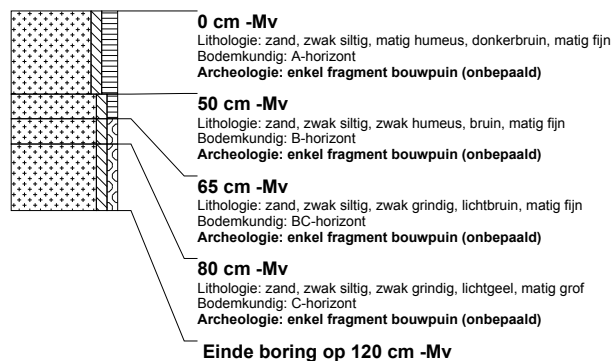 0 cm -Mv
Lithologie: zand, zwak siltig, matig humeus, donkerbruin, matig fijn
Bodemkundig: A-horizont
Archeologie: enkel fragment bouwpuin (onbepaald)
50 cm -Mv
Lithologie: zand, zwak siltig, zwak humeus, bruin, matig fijn
Bodemkundig: B-horizont
Archeologie: enkel fragment bouwpuin (onbepaald)
65 cm -Mv
Lithologie: zand, zwak siltig, zwak grindig, lichtbruin, matig fijn
Bodemkundig: BC-horizont
Archeologie: enkel fragment bouwpuin (onbepaald)
80 cm -Mv
Lithologie: zand, zwak siltig, zwak grindig, lichtgeel, matig grof
Bodemkundig: C-horizont
Archeologie: enkel fragment bouwpuin (onbepaald)
Einde boring op 120 cm -Mv